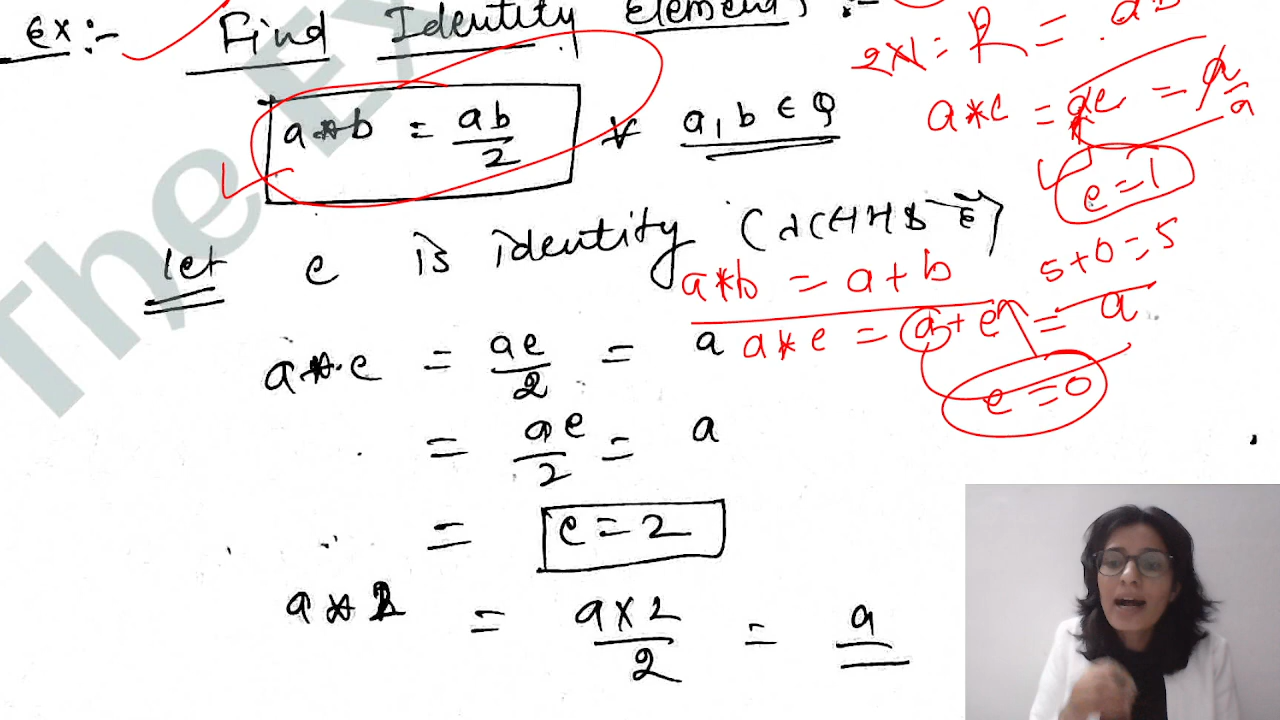 Ex:- Find Identity Element :-
a*b = ab/2 ∀ a, b ∈ Q
let e is identity
a*e = ae/2 = a
= ae/2 = a
= e=2
a*2 = a×2/2 = a
R =
a*e = ae = a/a
e=1
5+0=5
a*b = a+b
a*e = a+e = a
e=0
The